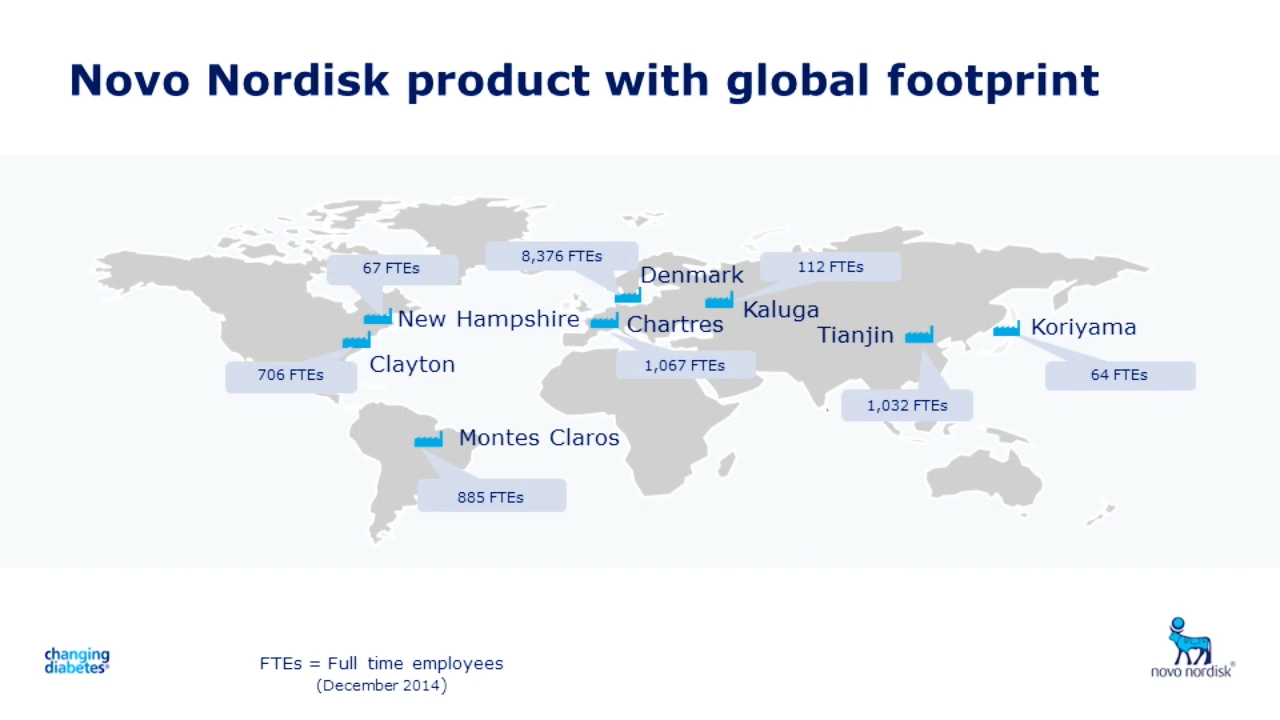 Novo Nordisk product with global footprint
8,376 FTEs
67 FTEs
112 FTEs
Denmark
Kaluga
New Hampshire
Chartres
Tianjin
Koriyama
Clayton
1,067 FTEs
706 FTEs
64 FTEs
1,032 FTEs
Montes Claros
885 FTEs
changing
diabetes®
FTEs = Full time employees
(December 2014)
novo nordisk®